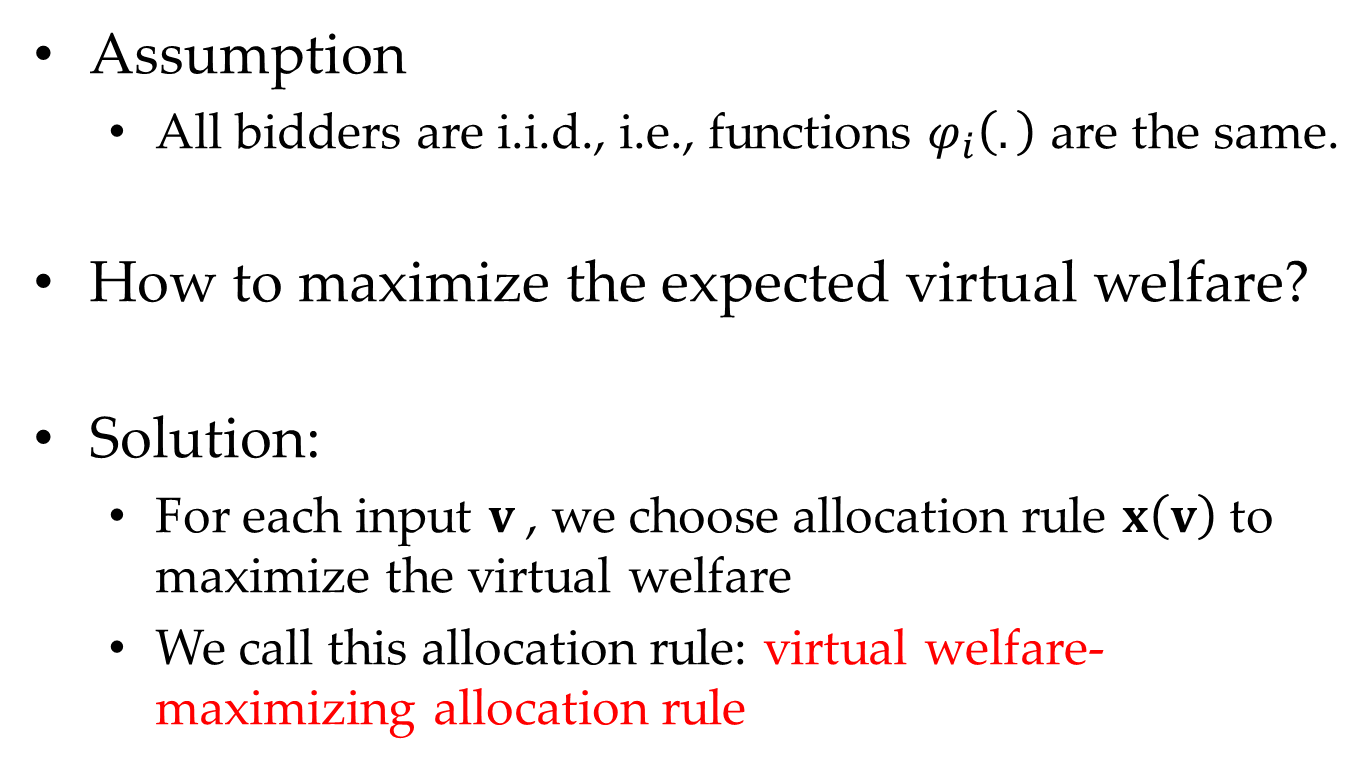 • Assumption
• All bidders are i.i.d., i.e., functions φᵢ(.) are the same.
• How to maximize the expected virtual welfare?
• Solution:
• For each input v , we choose allocation rule x(v) to
maximize the virtual welfare
• We call this allocation rule: virtual welfare-
maximizing allocation rule